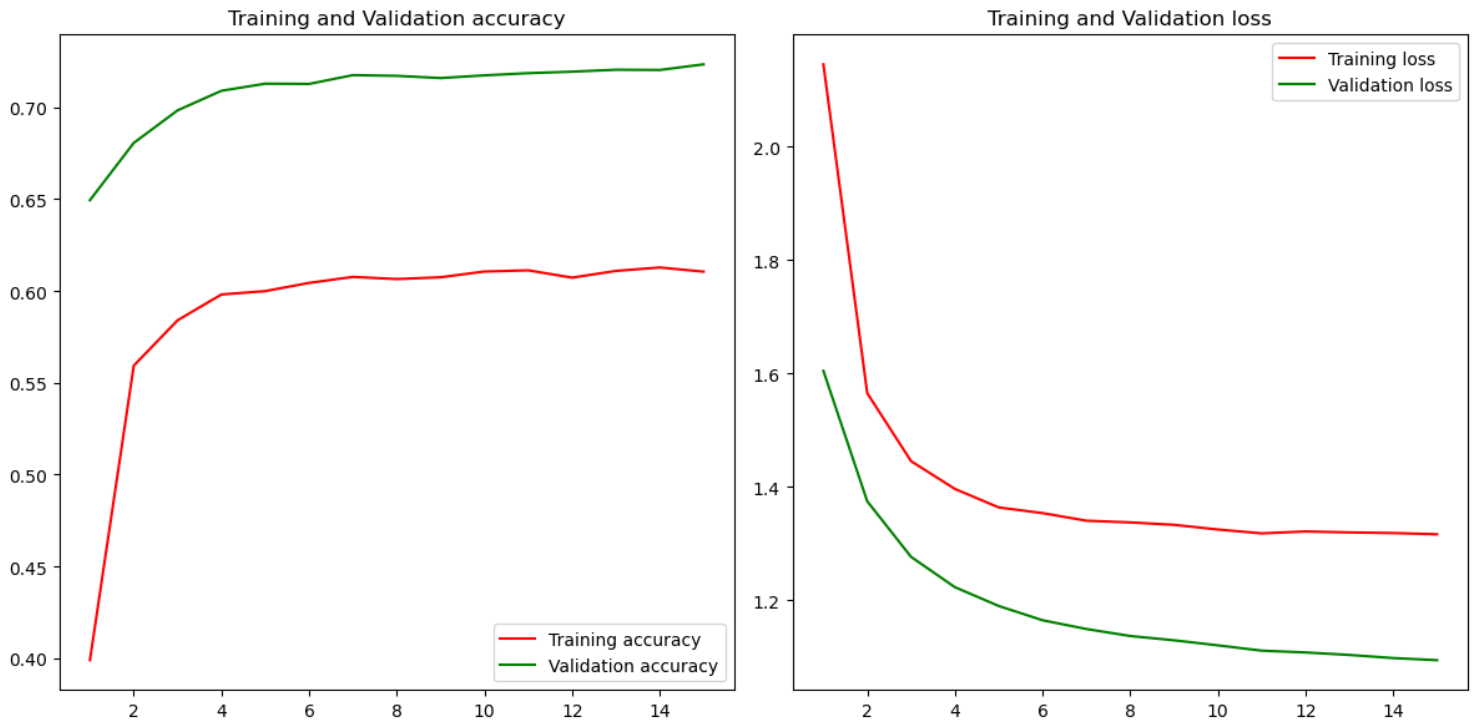 Training and Validation accuracy
0.70
0.65
0.60
0.55
0.50
0.45
0.40
Training accuracy
Validation accuracy
2 4 6 8 10 12 14
Training and Validation loss
Training loss
Validation loss
2.0
1.8
1.6
1.4
1.2
2 4 6 8 10 12 14